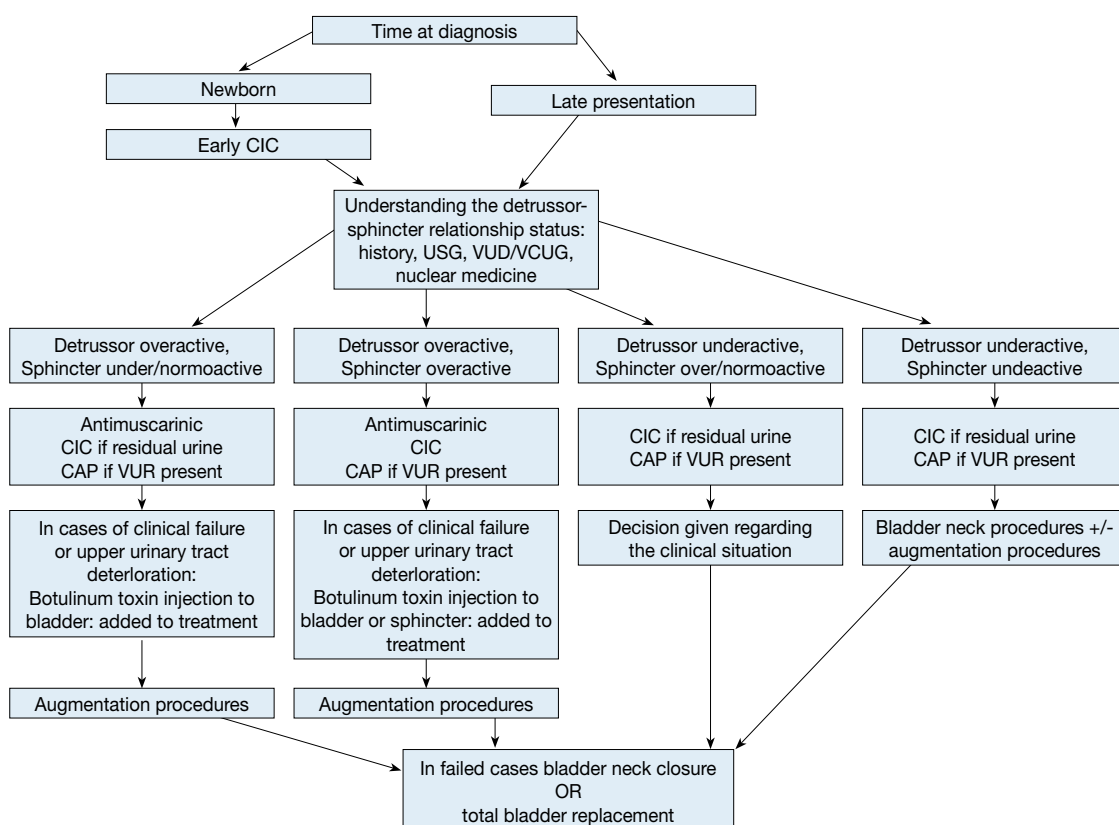 Time at diagnosis
Newborn
Late presentation
Early CIC
Understanding the detrussor-
sphincter relationship status:
history, USG, VUD/VCUG,
nuclear medicine
Detrussor overactive,
Sphincter under/normoactive
Detrussor overactive,
Sphincter overactive
Detrussor underactive,
Sphincter over/normoactive
Detrussor underactive,
Sphincter undeactive
Antimuscarinic
CIC if residual urine
CAP if VUR present
Antimuscarinic
CIC
CAP if VUR present
CIC if residual urine
CAP if VUR present
CIC if residual urine
CAP if VUR present
In cases of clinical failure
or upper urinary tract
deterloration:
Botulinum toxin injection to
bladder: added to treatment
In cases of clinical failure
or upper urinary tract
deterloration:
Botulinum toxin injection to
bladder or sphincter: added to
treatment
Decision given regarding
the clinical situation
Bladder neck procedures +/-
augmentation procedures
Augmentation procedures
Augmentation procedures
In failed cases bladder neck closure
OR
total bladder replacement